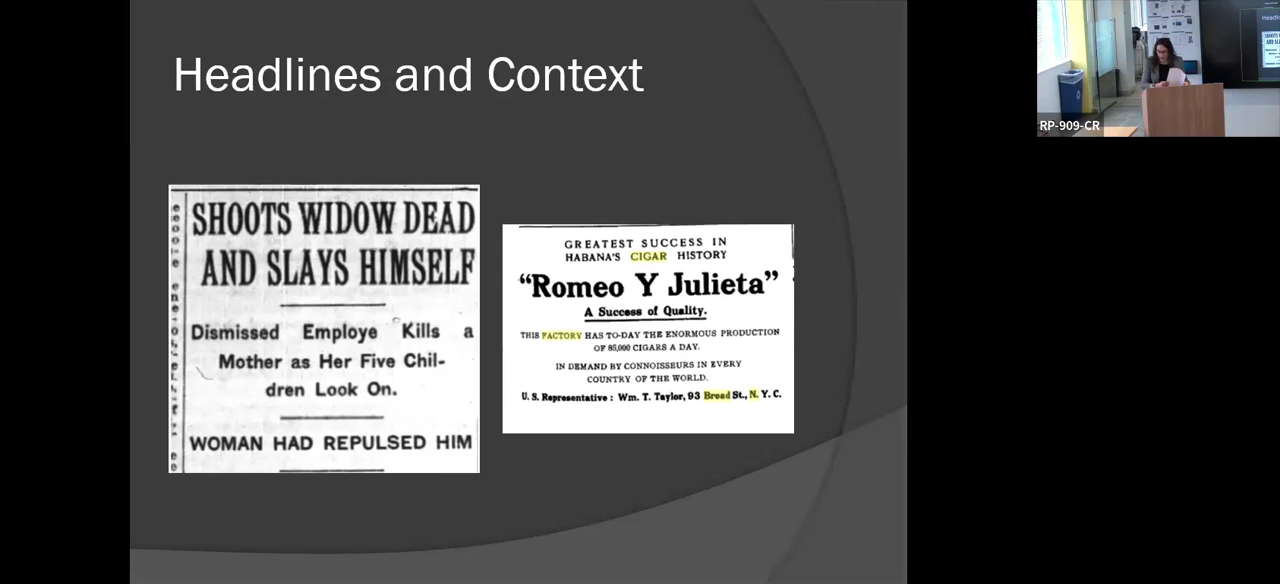 Headlines and Context
SHOOTS WIDOW DEAD
AND SLAYS HIMSELF
Dismissed Employe Kills a
Mother as Her Five Chil-
dren Look On.
WOMAN HAD REPULSED HIM
GREATEST SUCCESS IN
HABANA'S CIGAR HISTORY
"Romeo Y Julieta"
A Success of Quality.
THIS FACTORY HAS TO-DAY THE ENORMOUS PRODUCTION
OF 85,000 CIGARS A DAY.
IN DEMAND BY CONNOISSEURS IN EVERY
COUNTRY OF THE WORLD.
U. S. Representative: Wm. T. Taylor, 93 Broad St., N. Y. C.
RP-909-CR